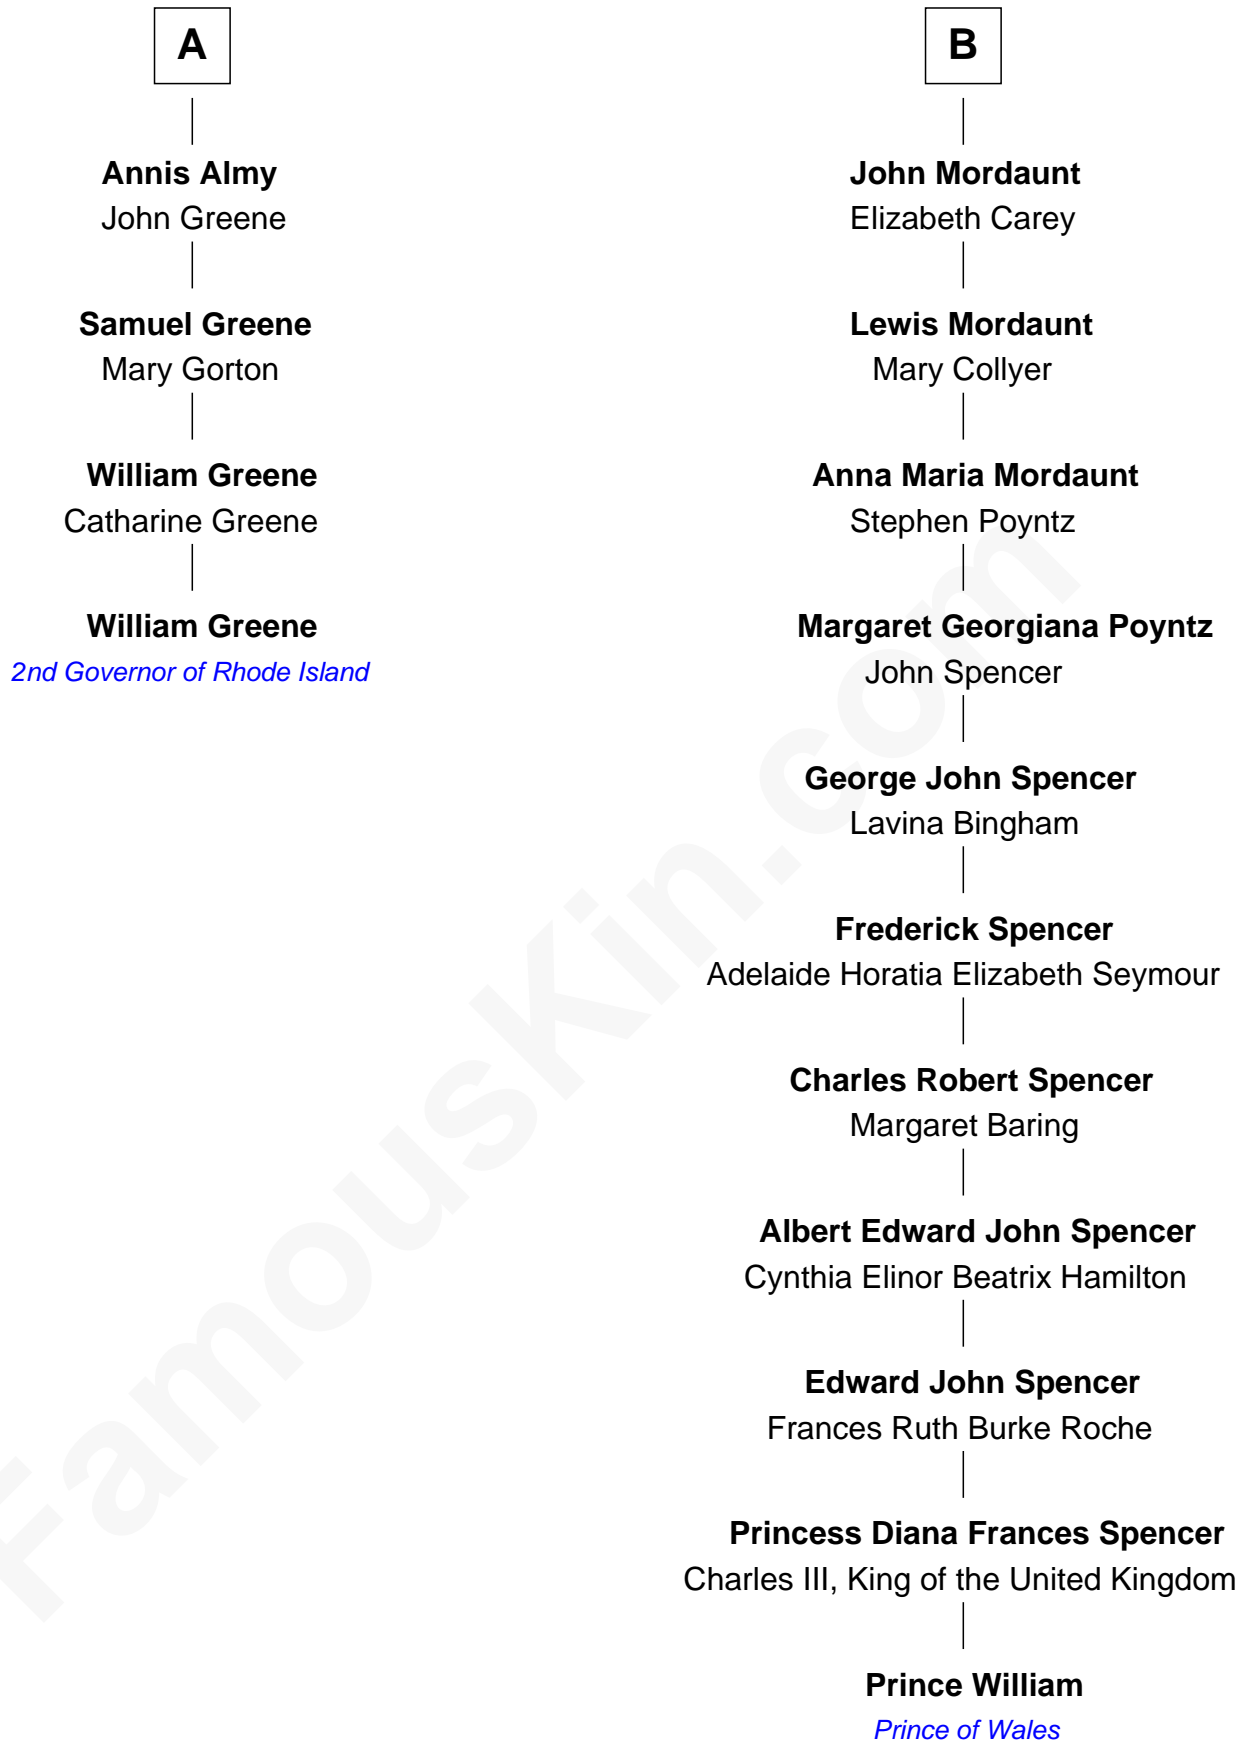 A
Annis Almy
John Greene
Samuel Greene
Mary Gorton
William Greene
Catharine Greene
William Greene
2nd Governor of Rhode Island
B
John Mordaunt
Elizabeth Carey
Lewis Mordaunt
Mary Collyer
Anna Maria Mordaunt
Stephen Poyntz
Margaret Georgiana Poyntz
John Spencer
George John Spencer
Lavina Bingham
Frederick Spencer
Adelaide Horatia Elizabeth Seymour
Charles Robert Spencer
Margaret Baring
Albert Edward John Spencer
Cynthia Elinor Beatrix Hamilton
Edward John Spencer
Frances Ruth Burke Roche
Princess Diana Frances Spencer
Charles III, King of the United Kingdom
Prince William
Prince of Wales
FamousKin.com